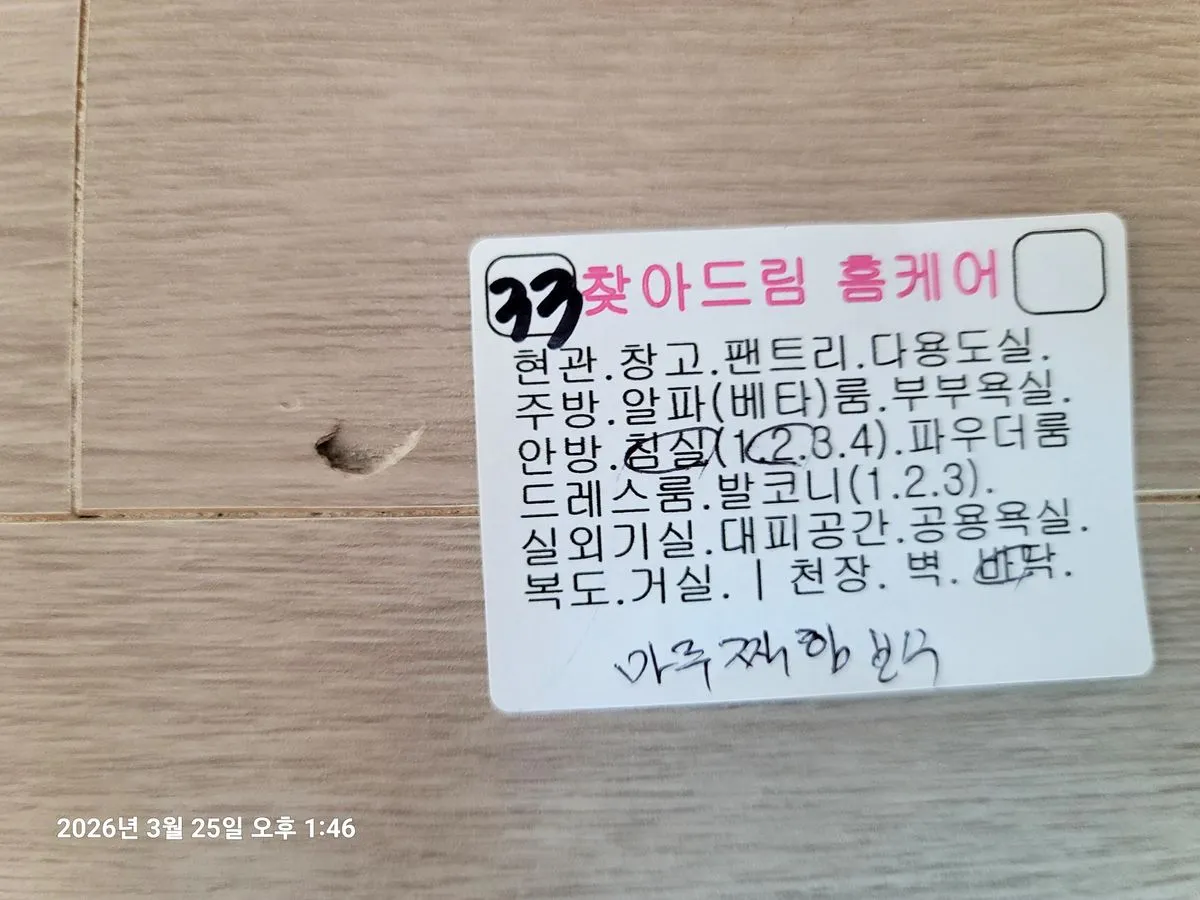 33 찾아드림 홈케어
현관.창고.팬트리.다용도실.
주방.알파(베타)룸.부부욕실.
안방.침실(1.2.3.4).파우더룸
드레스룸.발코니(1.2.3).
실외기실.대피공간.공용욕실.
복도.거실. | 천장. 벽. 바닥.
마루 찍힘 보수
2026년 3월 25일 오후 1:46